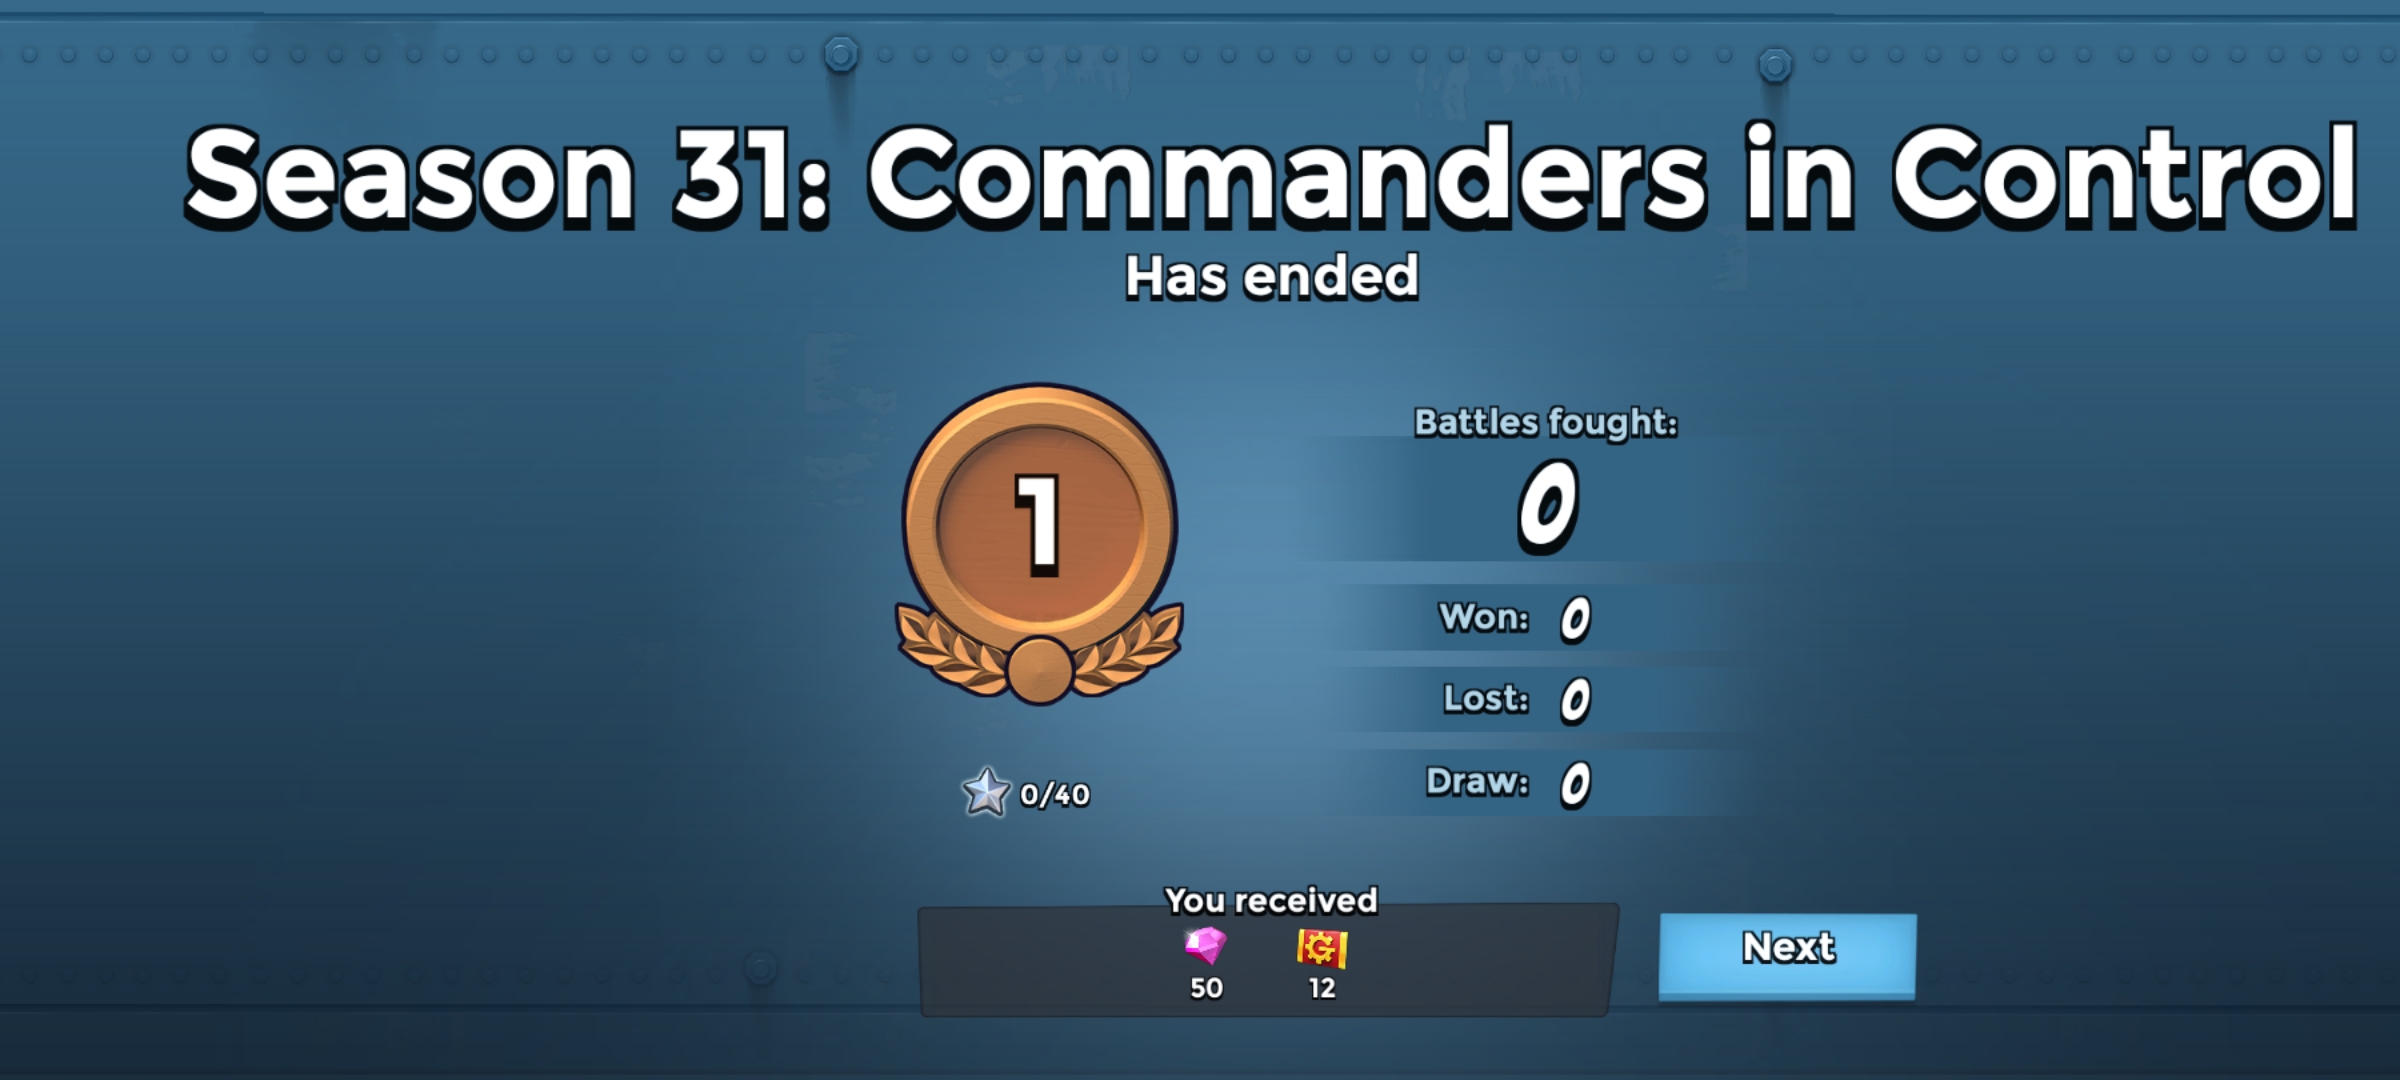 Season 31: Commanders in Control
Has ended
1
0/40
Battles fought:
0
Won: 0
Lost: 0
Draw: 0
You received
G
50 12
Next